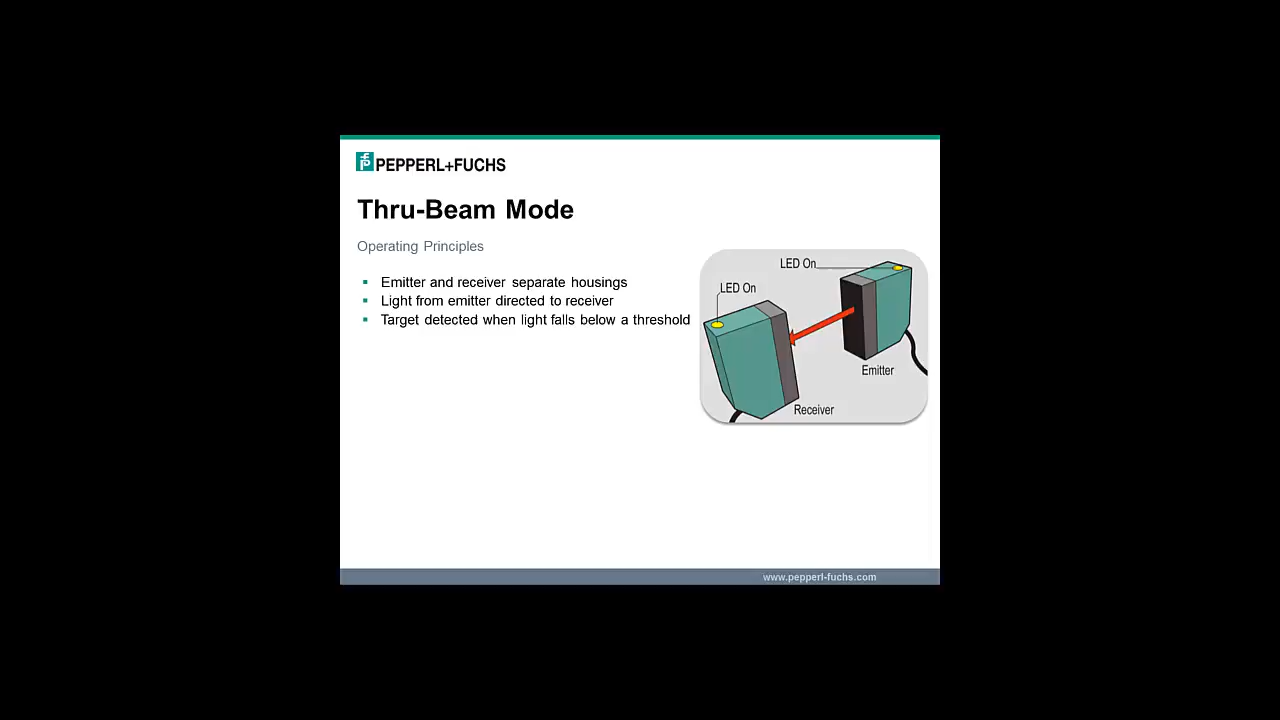 PEPPERL+FUCHS
Thru-Beam Mode
Operating Principles
Emitter and receiver separate housings
Light from emitter directed to receiver
Target detected when light falls below a threshold
LED On
LED On
Emitter
Receiver
www.pepperl-fuchs.com